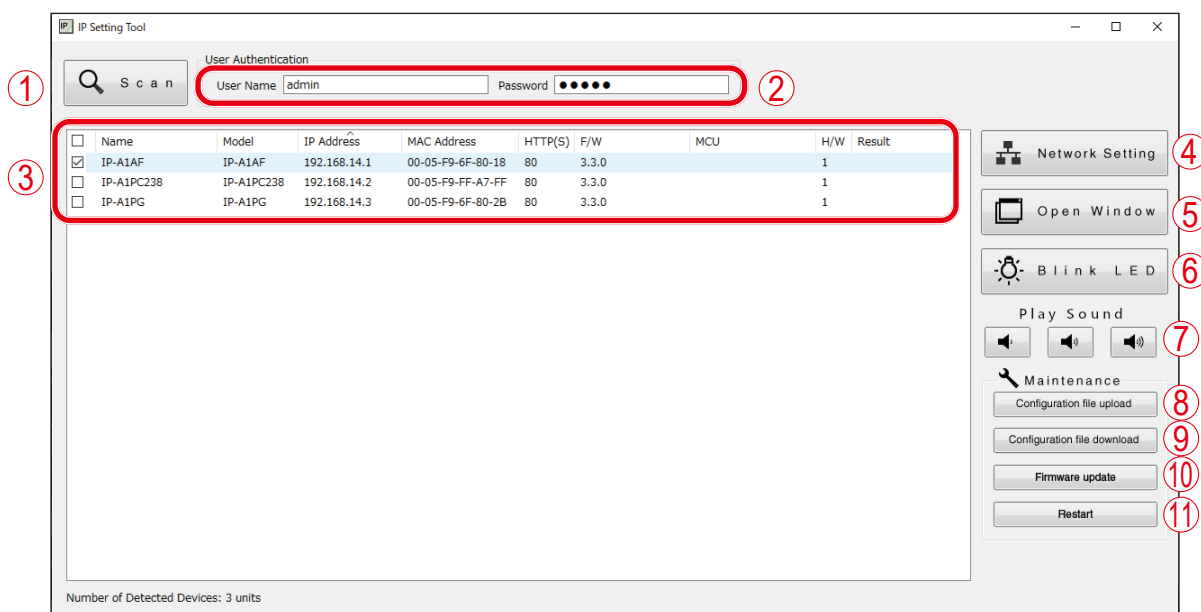 IP IP Setting Tool
① Scan
User Authentication
User Name admin Password ●●●●● ②
③
Name Model IP Address MAC Address HTTP(S) F/W MCU H/W Result
IP-A1AF IP-A1AF 192.168.14.1 00-05-F9-6F-80-18 80 3.3.0 1
IP-A1PC238 IP-A1PC238 192.168.14.2 00-05-F9-FF-A7-FF 80 3.3.0 1
IP-A1PG IP-A1PG 192.168.14.3 00-05-F9-6F-80-2B 80 3.3.0 1
Network Setting ④
Open Window ⑤
Blink LED ⑥
Play Sound
⑦
Maintenance
Configuration file upload ⑧
Configuration file download ⑨
Firmware update ⑩
Restart ⑪
Number of Detected Devices: 3 units